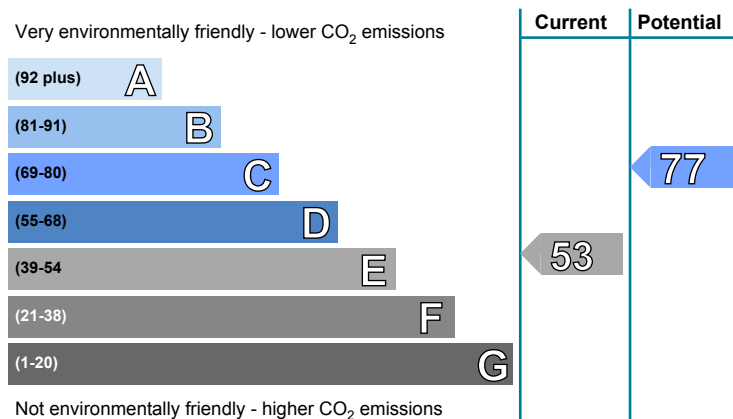 Current Potential
Very environmentally friendly - lower CO2 emissions
(92 plus) A
(81-91) B
(69-80) C
77
(55-68) D
(39-54 E
53
(21-38) F
(1-20) G
Not environmentally friendly - higher CO2 emissions